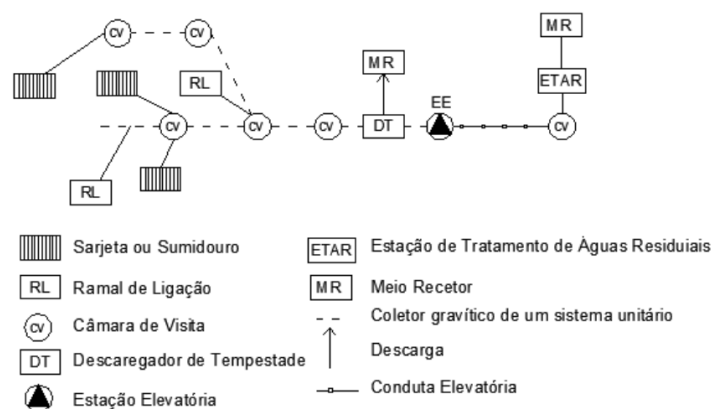 CV CV
MR
MR
RL
ETAR
EE
CV CV CV DT CV
RL
Sarjeta ou Sumidouro
RL Ramal de Ligação
CV Câmara de Visita
DT Descaregador de Tempestade
Estação Elevatória
ETAR Estação de Tratamento de Àguas Residuiais
MR Meio Recetor
Coletor gravítico de um sistema unitário
Descarga
Conduta Elevatória